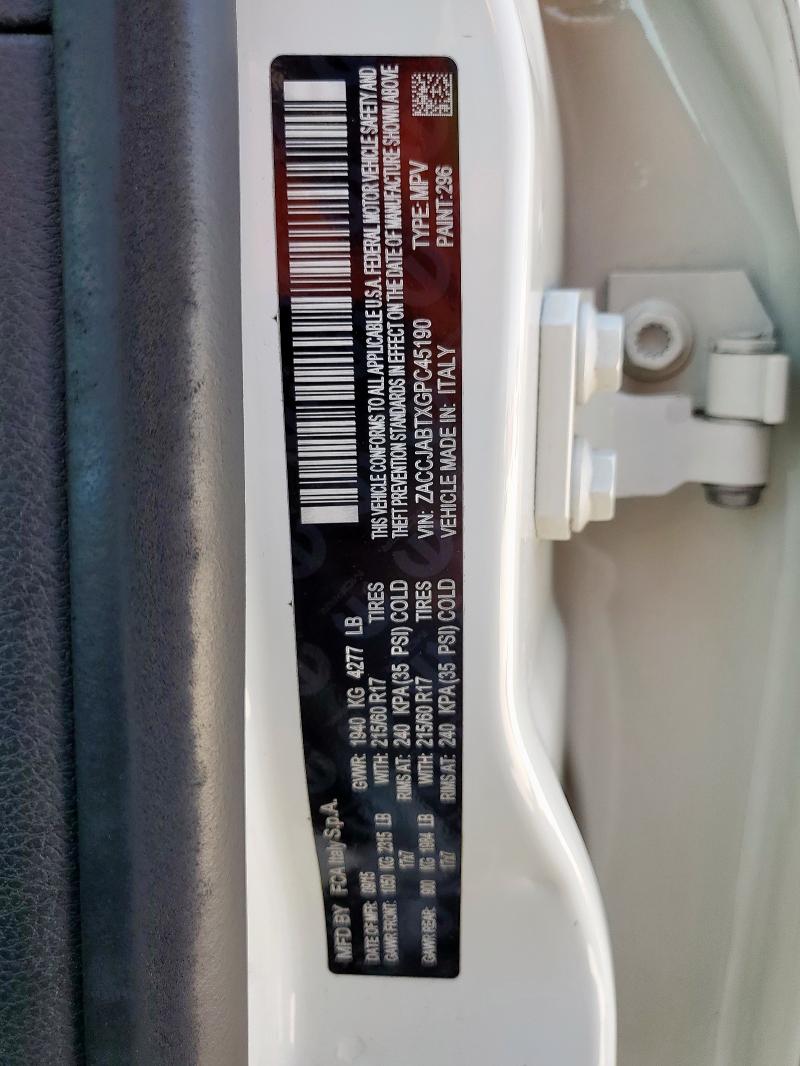 MFD BY FCA Italy S.p.A.
DATE OF MFR: 09/15 GVWR: 1940 KG 4277 LB
GAWR FRONT: 1050 KG 2315 LB WITH: 215/60 R17 TIRES
17x7 RIMS AT: 240 KPA (35 PSI) COLD
GAWR REAR: 900 KG 1984 LB WITH: 215/60 R17 TIRES
17x7 RIMS AT: 240 KPA (35 PSI) COLD
THIS VEHICLE CONFORMS TO ALL APPLICABLE U.S.A. FEDERAL MOTOR VEHICLE SAFETY AND
THEFT PREVENTION STANDARDS IN EFFECT ON THE DATE OF MANUFACTURE SHOWN ABOVE
VIN: ZACCJABTXGPC45190 TYPE: MPV
VEHICLE MADE IN: ITALY PAINT: 296